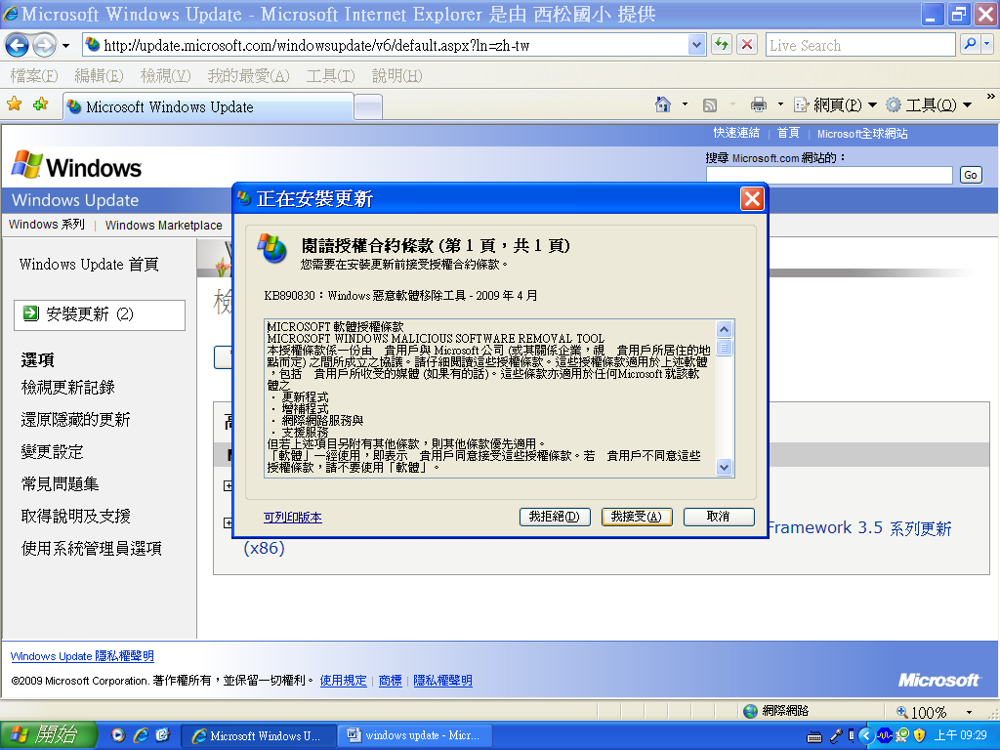 Microsoft Windows Update - Microsoft Internet Explorer 是由 西松國小 提供
http://update.microsoft.com/windowsupdate/v6/default.aspx?ln=zh-tw
Live Search
檔案(F) 編輯(E) 檢視(V) 我的最愛(A) 工具(T) 說明(H)
Microsoft Windows Update
網頁(P) 工具(O) »
快速連結 | 首頁 | Microsoft全球網站
Windows
搜尋 Microsoft.com 網站的：
Go
Windows Update
Windows 系列 | Windows Marketplace
Windows Update 首頁
安裝更新 (2)
選項
檢視更新記錄
還原隱藏的更新
變更設定
常見問題集
取得說明及支援
使用系統管理員選項
檢
正在安裝更新
閱讀授權合約條款 (第 1 頁，共 1 頁)
您需要在安裝更新前接受授權合約條款。
KB890830：Windows 惡意軟體移除工具 - 2009 年 4 月
MICROSOFT 軟體授權條款
MICROSOFT WINDOWS MALICIOUS SOFTWARE REMOVAL TOOL
本授權條款係一份由　貴用戶與 Microsoft 公司 (或其關係企業，視　貴用戶所居住的地
點而定) 之間所成立之協議。請仔細閱讀這些授權條款。這些授權條款適用於上述軟體
，包括　貴用戶所收受的媒體 (如果有的話)。這些條款亦適用於任何Microsoft 就該軟
體之
・ 更新程式
・ 增補程式
・ 網際網路服務與
・ 支援服務
但若上述項目另附有其他條款，則其他條款優先適用。
「軟體」一經使用，即表示　貴用戶同意接受這些授權條款。若　貴用戶不同意這些
授權條款，請不要使用「軟體」。
可列印版本
我拒絕(D) 我接受(A) 取消
Framework 3.5 系列更新
(x86)
Windows Update 隱私權聲明
©2009 Microsoft Corporation. 著作權所有，並保留一切權利。 使用規定 | 商標 | 隱私權聲明
Microsoft
網際網路
100%
開始
Microsoft Windows U...
windows update - Micr...
上午 09:29